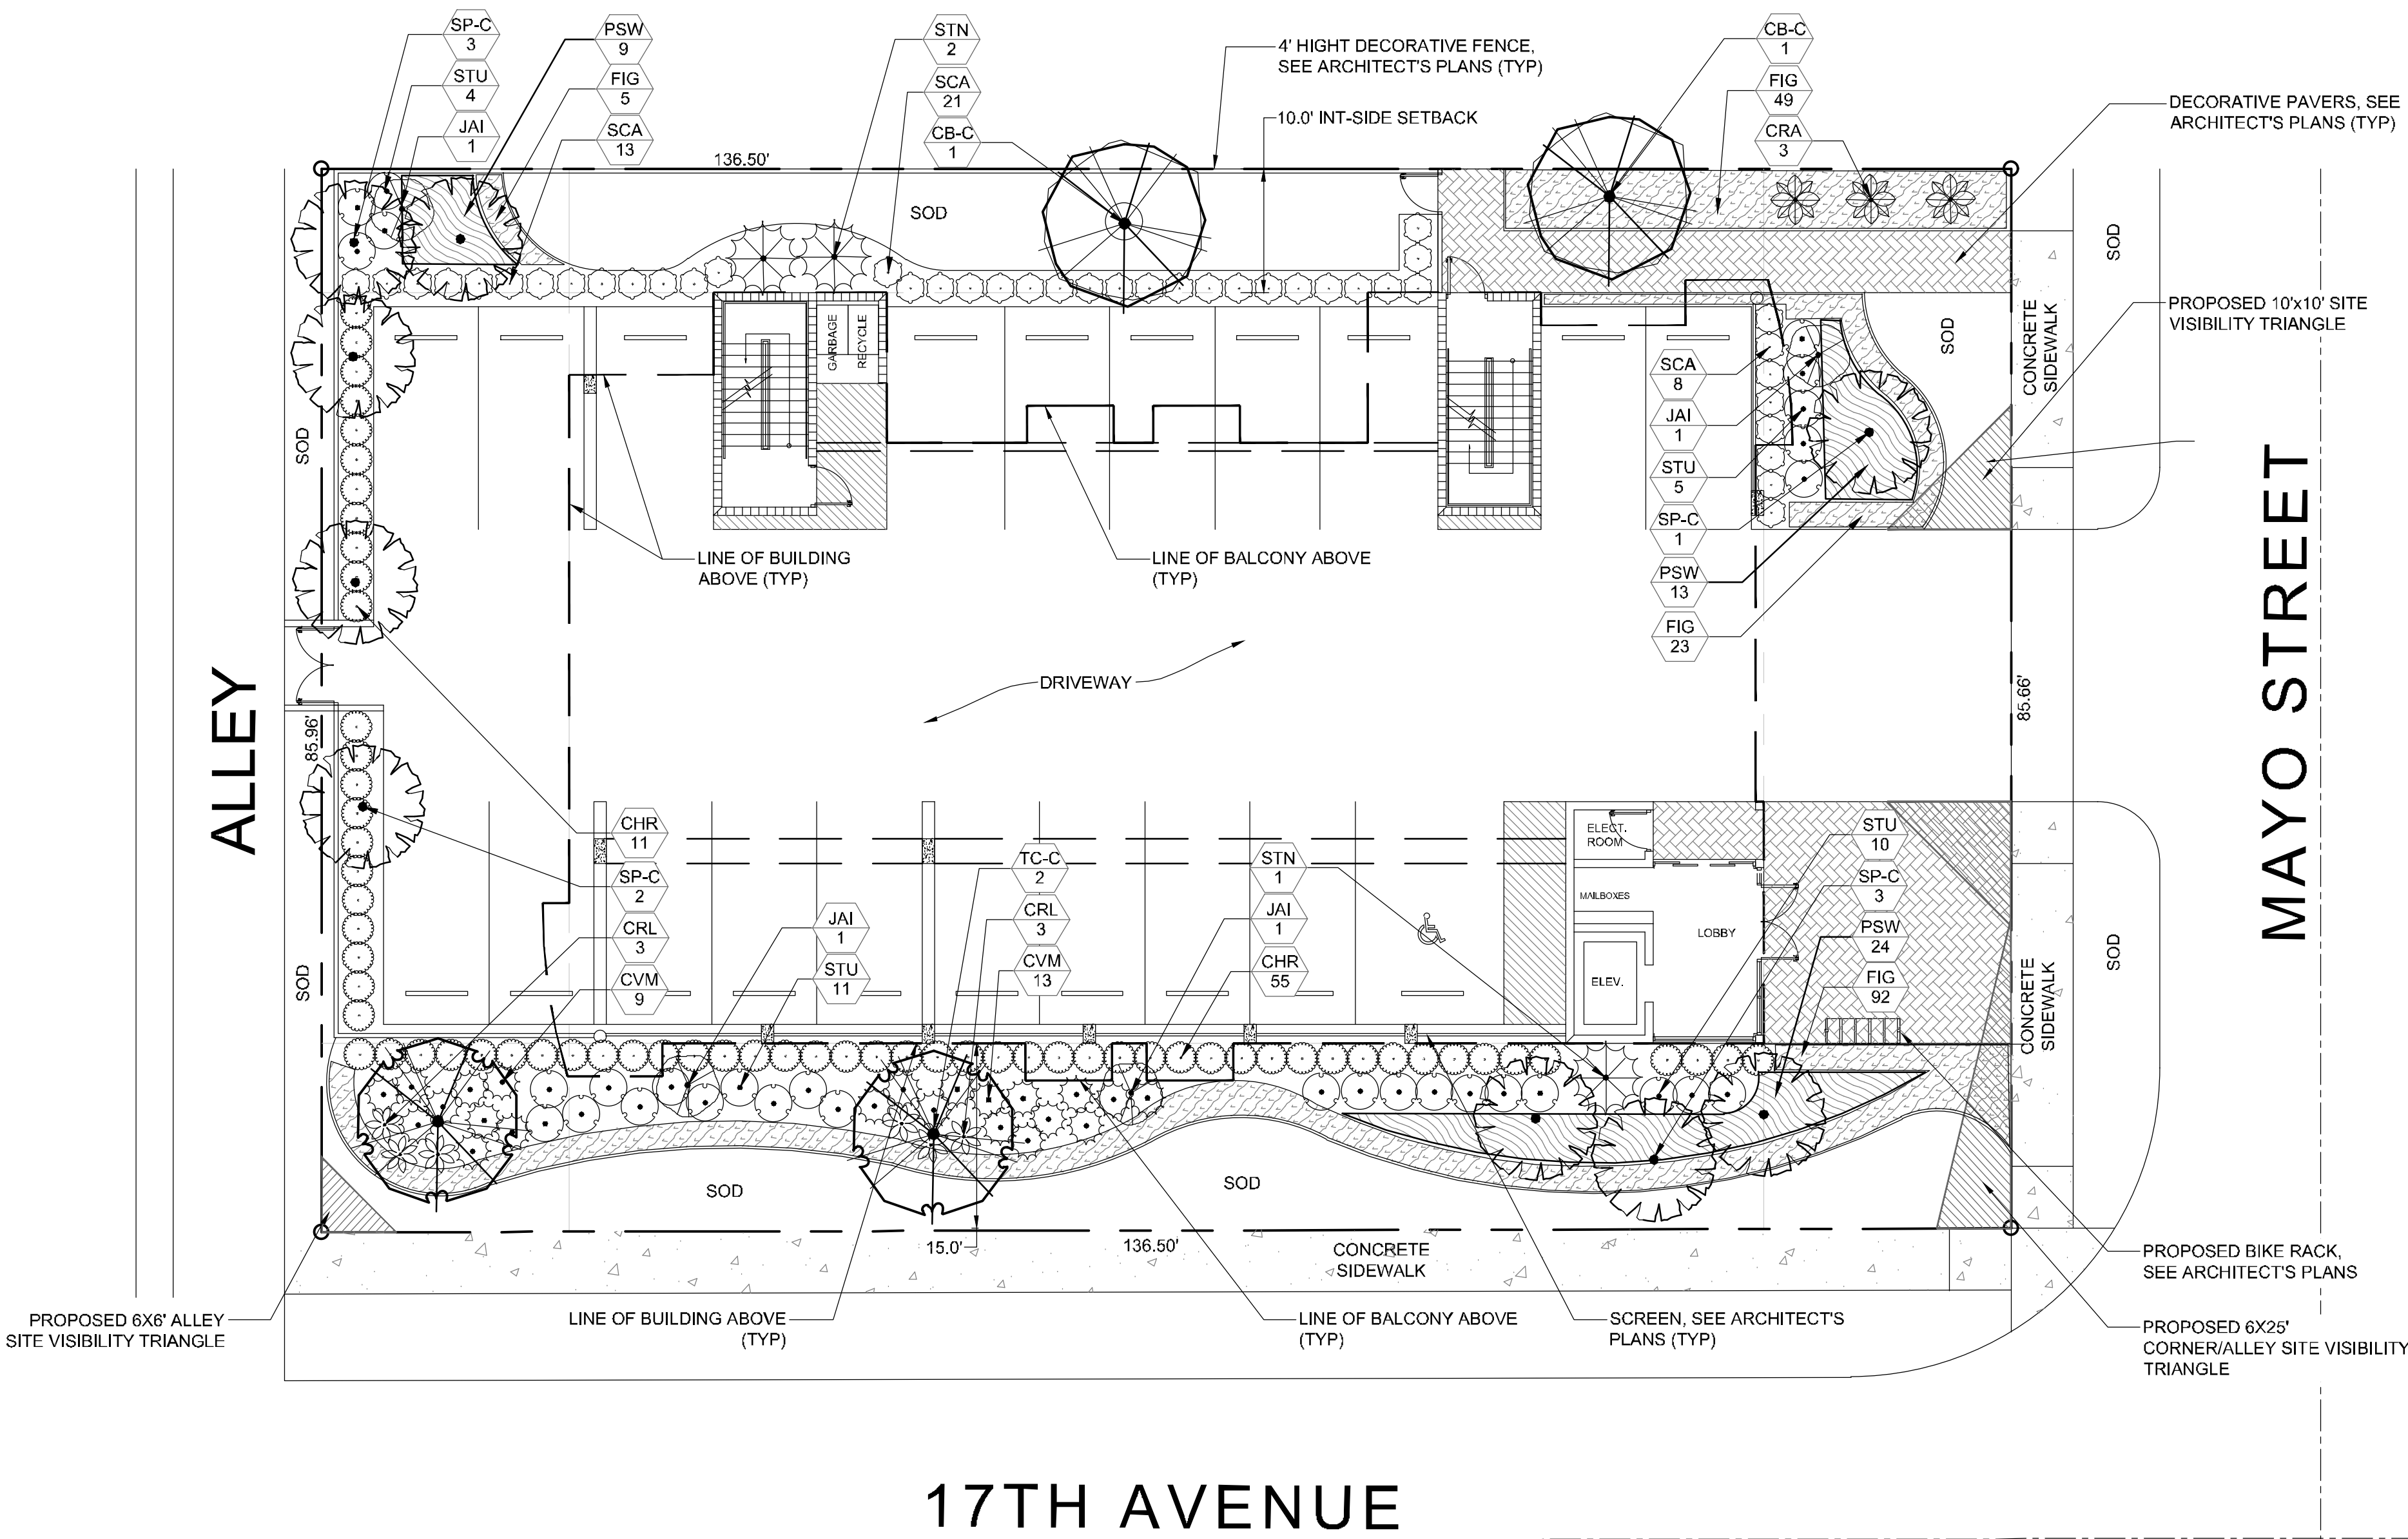 SP-C
3
STU
4
JAI
1
PSW
9
FIG
5
SCA
13
STN
2
SCA
21
CB-C
1
4' HIGHT DECORATIVE FENCE,
SEE ARCHITECT'S PLANS (TYP)
10.0' INT-SIDE SETBACK
CB-C
1
FIG
49
CRA
3
DECORATIVE PAVERS, SEE
ARCHITECT'S PLANS (TYP)
136.50'
SOD
SOD
PROPOSED 10'x10' SITE
VISIBILITY TRIANGLE
SOD
CONCRETE
SIDEWALK
GARBAGE
RECYCLE
SCA
8
JAI
1
STU
5
SP-C
1
PSW
13
FIG
23
SOD
LINE OF BUILDING
ABOVE (TYP)
LINE OF BALCONY ABOVE
(TYP)
DRIVEWAY
ALLEY
85.96'
85.66'
MAYO STREET
CHR
11
SP-C
2
CRL
3
CVM
9
JAI
1
STU
11
TC-C
2
CRL
3
CVM
13
STN
1
JAI
1
CHR
55
ELECT.
ROOM
MAILBOXES
LOBBY
ELEV.
STU
10
SP-C
3
PSW
24
FIG
92
SOD
SOD
CONCRETE
SIDEWALK
SOD
SOD
15.0'
136.50'
CONCRETE
SIDEWALK
PROPOSED BIKE RACK,
SEE ARCHITECT'S PLANS
PROPOSED 6X6' ALLEY
SITE VISIBILITY TRIANGLE
LINE OF BUILDING ABOVE
(TYP)
LINE OF BALCONY ABOVE
(TYP)
SCREEN, SEE ARCHITECT'S
PLANS (TYP)
PROPOSED 6X25'
CORNER/ALLEY SITE VISIBILITY
TRIANGLE
17TH AVENUE